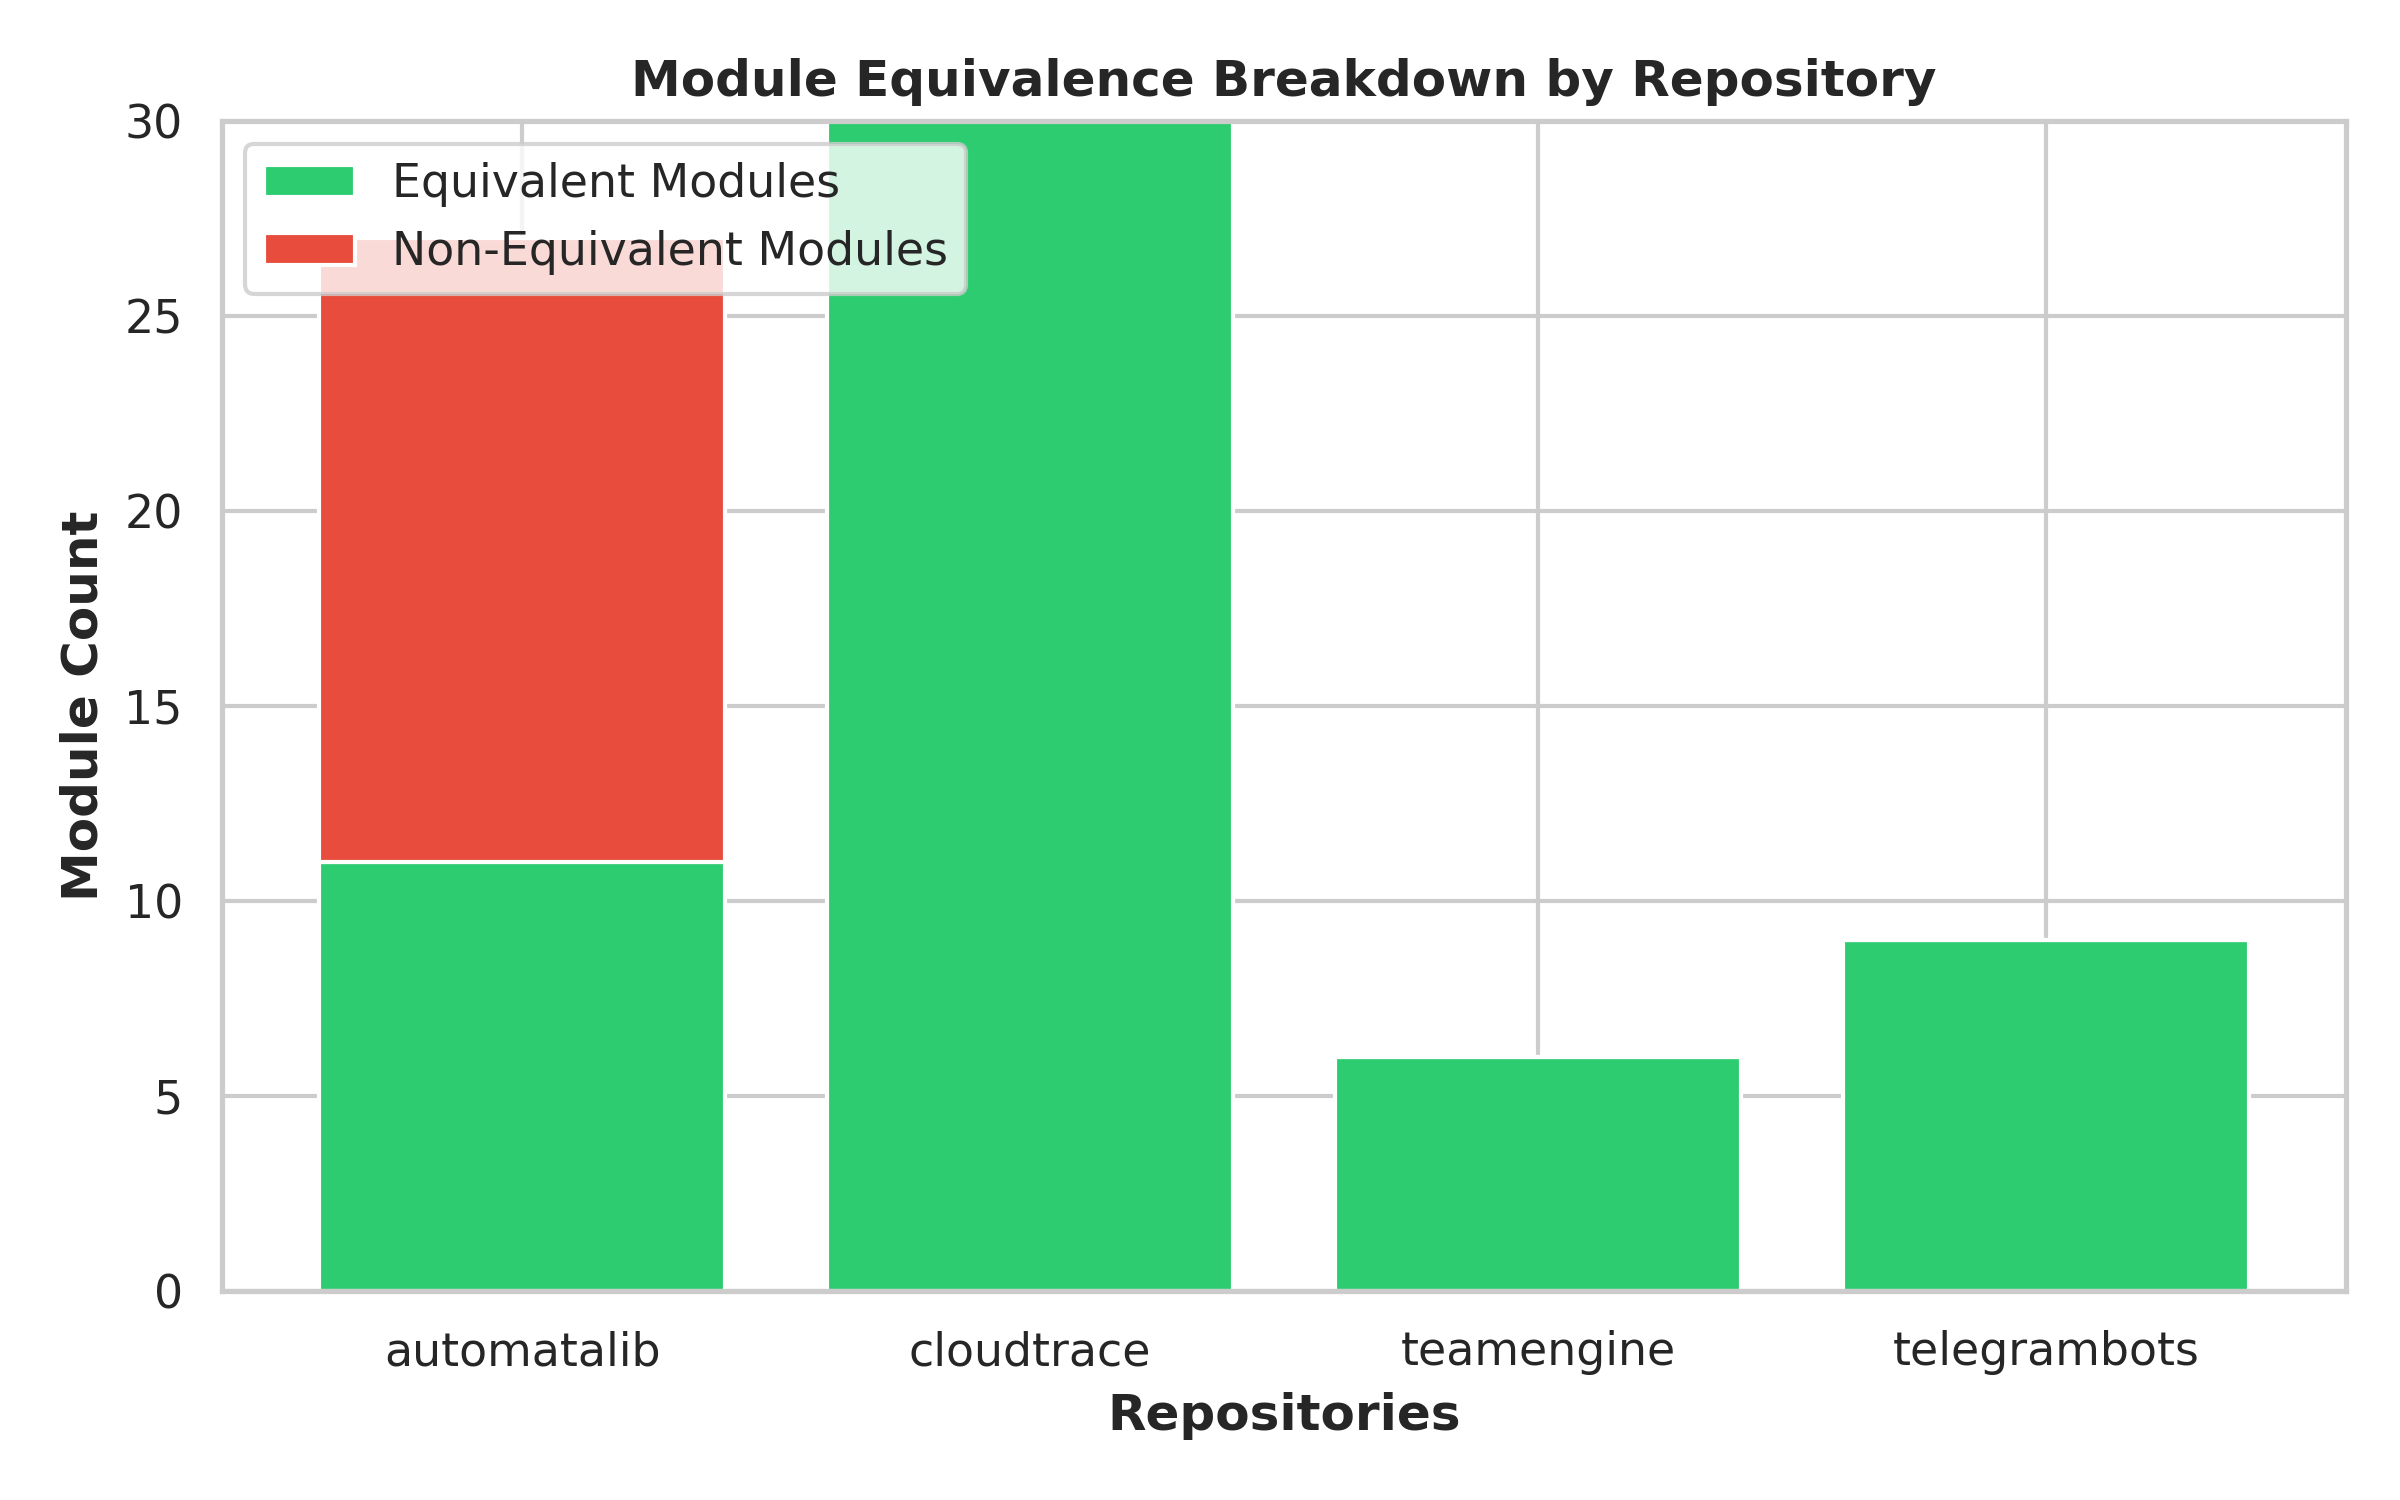 Module Equivalence Breakdown by Repository
Equivalent Modules
Non-Equivalent Modules
Module Count
30
25
20
15
10
5
0
automatalib cloudtrace teamengine telegrambots
Repositories